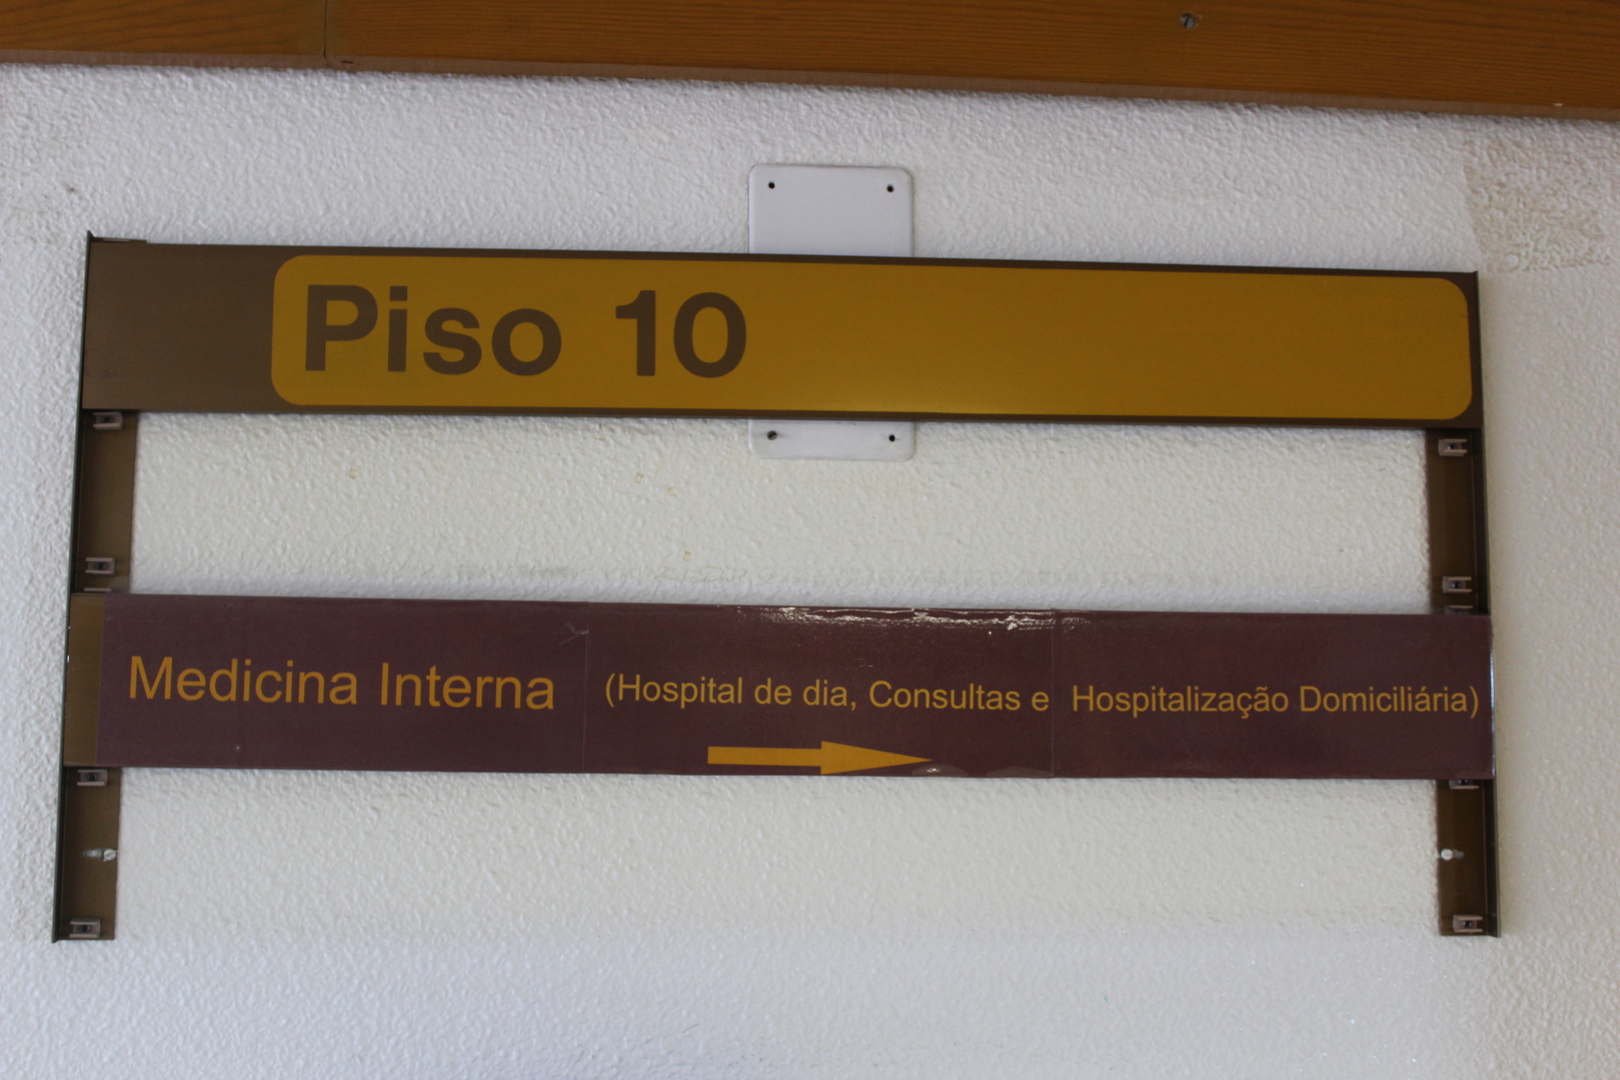 Piso 10
Medicina Interna (Hospital de dia, Consultas e Hospitalização Domiciliária)